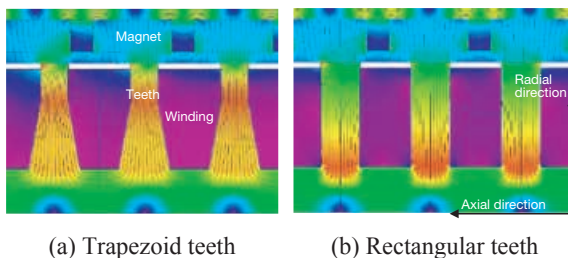 Magnet
Teeth
Winding
Radial
direction
Axial direction
(a) Trapezoid teeth
(b) Rectangular teeth